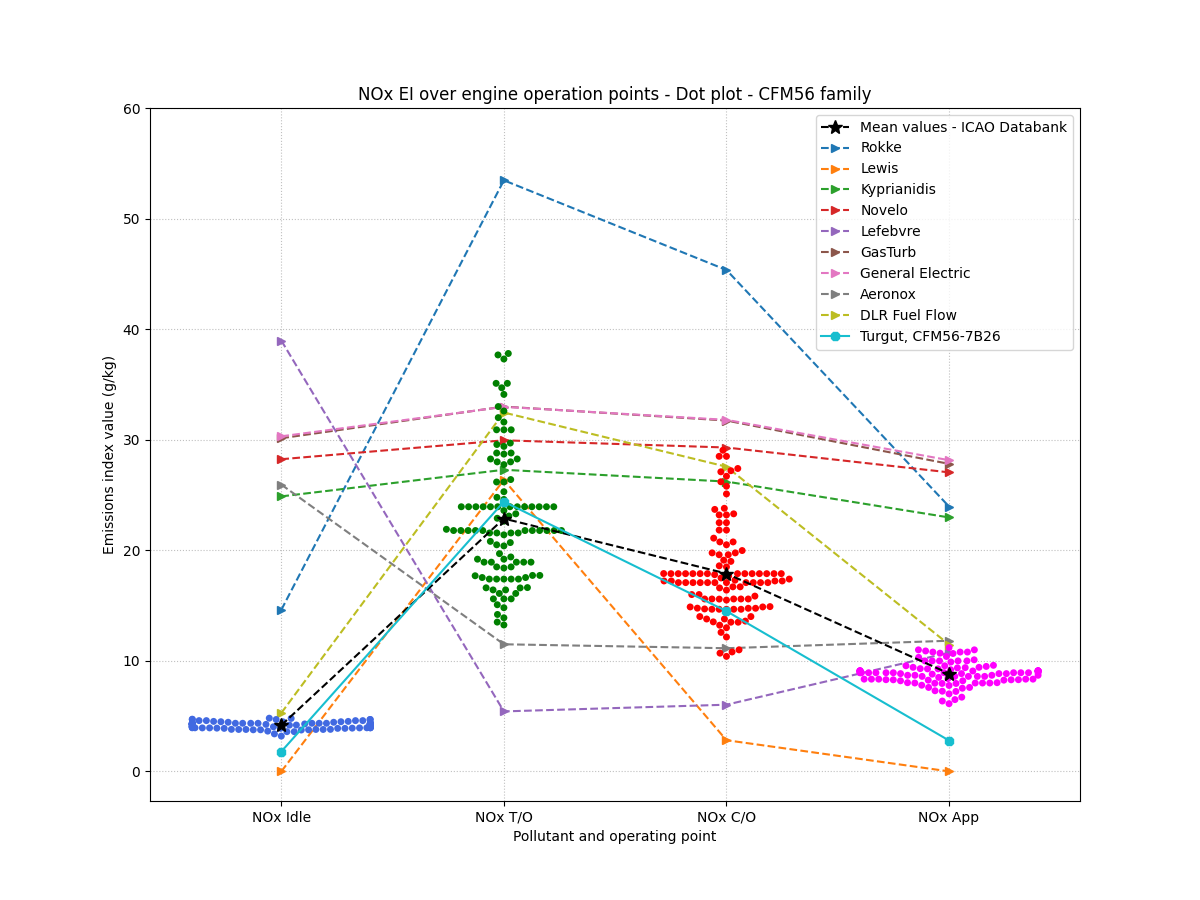 NOx EI over engine operation points - Dot plot - CFM56 family
60
50
40
30
20
10
0
Emissions index value (g/kg)
Mean values - ICAO Databank
Rokke
Lewis
Kyprianidis
Novelo
Lefebvre
GasTurb
General Electric
Aeronox
DLR Fuel Flow
Turgut, CFM56-7B26
NOx Idle
NOx T/O
NOx C/O
NOx App
Pollutant and operating point